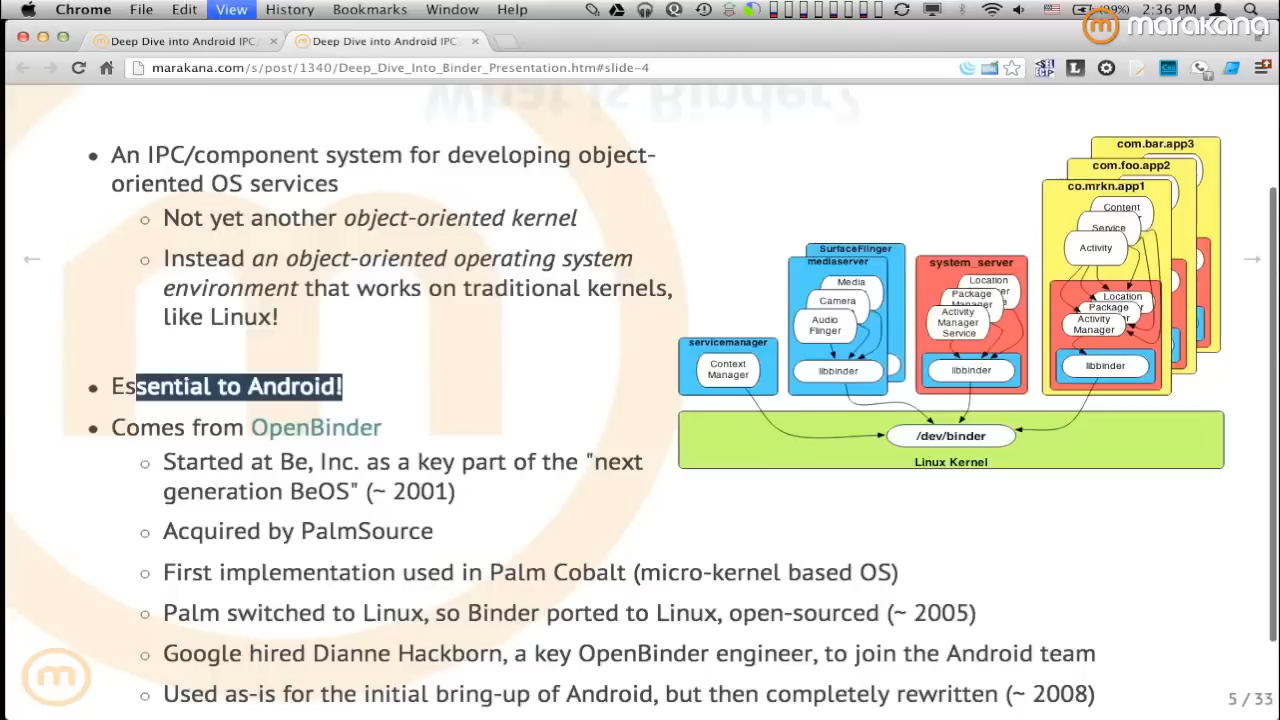 Chrome File Edit View History Bookmarks Window Help (99%) 2:36 PM
marakana
Deep Dive into Android IPC/ × Deep Dive into Android IPC/ ×
marakana.com/s/post/1340/Deep_Dive_Into_Binder_Presentation.htm#slide-4
What is Binder?
• An IPC/component system for developing object-
oriented OS services
○ Not yet another object-oriented kernel
○ Instead an object-oriented operating system
environment that works on traditional kernels,
like Linux!
• Essential to Android!
• Comes from OpenBinder
○ Started at Be, Inc. as a key part of the "next
generation BeOS" (~ 2001)
○ Acquired by PalmSource
○ First implementation used in Palm Cobalt (micro-kernel based OS)
○ Palm switched to Linux, so Binder ported to Linux, open-sourced (~ 2005)
○ Google hired Dianne Hackborn, a key OpenBinder engineer, to join the Android team
○ Used as-is for the initial bring-up of Android, but then completely rewritten (~ 2008)
servicemanager
Context
Manager
SurfaceFlinger
mediaserver
Media
Camera
Audio
Flinger
libbinder
system_server
Location
Package
Manager
Activity
Manager
Service
libbinder
com.bar.app3
com.foo.app2
co.mrkn.app1
Content
Service
Activity
Location
Package
Activity
Manager
libbinder
/dev/binder
Linux Kernel
5 / 33